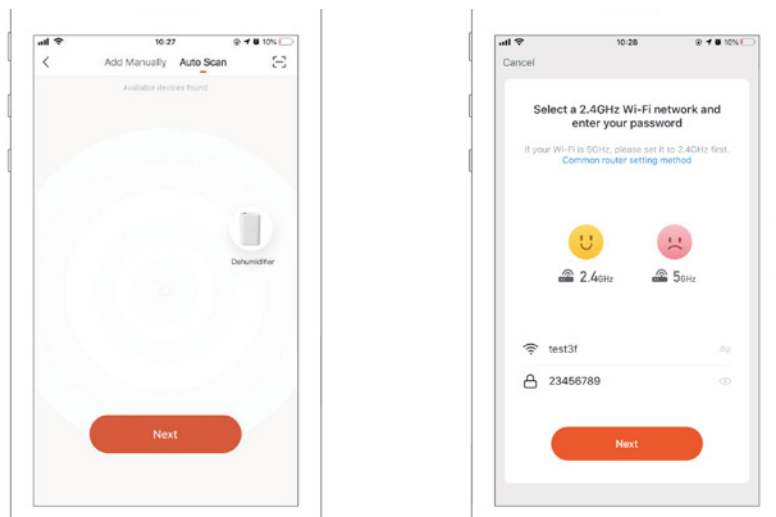 10:27
10%
Add Manually Auto Scan
Available devices found
Dehumidifier
Next
10:28
10%
Cancel
Select a 2.4GHz Wi-Fi network and
enter your password
If your Wi-Fi is 5GHz, please set it to 2.4GHz first.
Common router setting method
2.4GHz
5GHz
test3f
23456789
Next